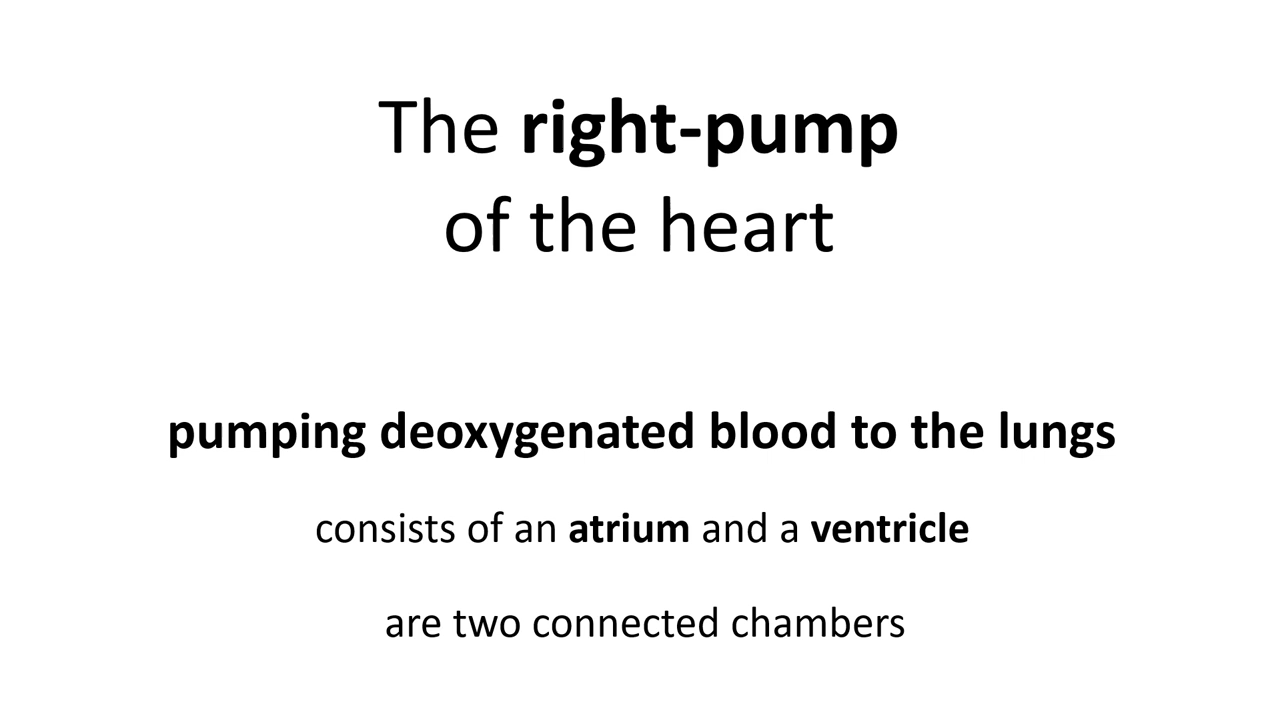 The right-pump
of the heart
pumping deoxygenated blood to the lungs
consists of an atrium and a ventricle
are two connected chambers